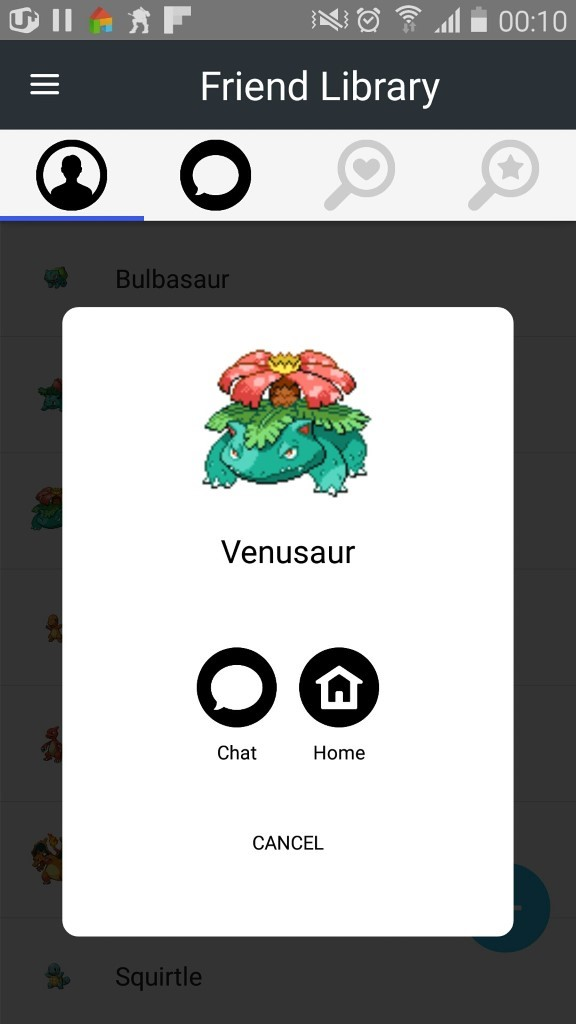 00:10
Friend Library
Bulbasaur
Venusaur
Chat
Home
CANCEL
Squirtle